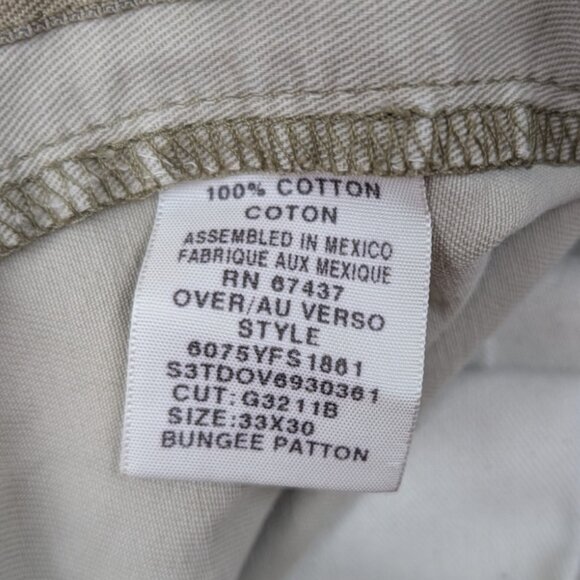 100% COTTON
COTON
ASSEMBLED IN MEXICO
FABRIQUE AUX MEXIQUE
RN 67437
OVER/AU VERSO
STYLE
6075YFS1861
S3TDOV6930361
CUT:G3211B
SIZE:33X30
BUNGEE PATTON